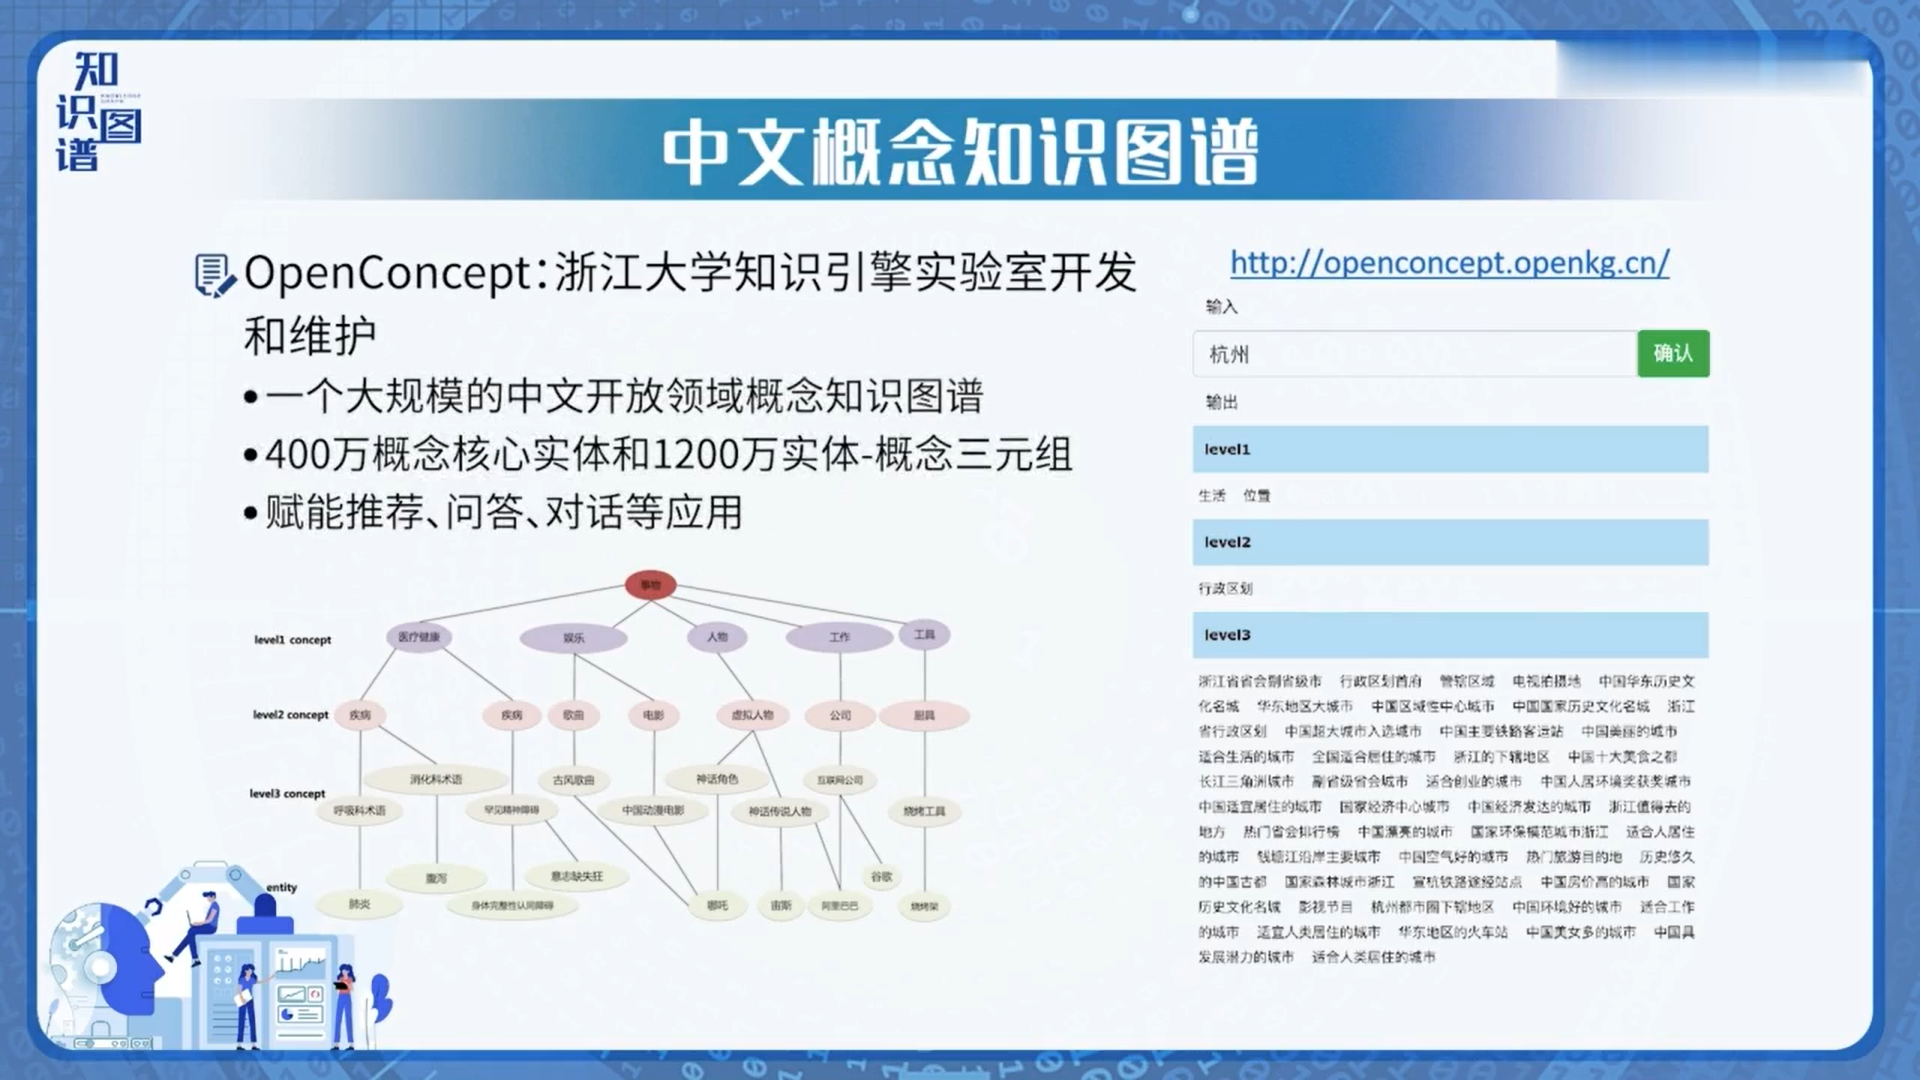 知
识图
谱
KNOWLEDGE
GRAPH
中文概念知识图谱
OpenConcept：浙江大学知识引擎实验室开发
和维护
•一个大规模的中文开放领域概念知识图谱
•400万概念核心实体和1200万实体-概念三元组
•赋能推荐、问答、对话等应用
事物
level1 concept 医疗健康 娱乐 人物 工作 工具
level2 concept 疾病 疾病 歌曲 电影 虚拟人物 公司 厨具
消化科术语 古风歌曲 神话角色 互联网公司
level3 concept
呼吸科术语 罕见精神障碍 中国动漫电影 神话传说人物 烧烤工具
腹泻 意志缺失狂 谷歌
entity
肺炎 身体完整性认同障碍 哪吒 宙斯 阿里巴巴 烧烤架
http://openconcept.openkg.cn/
输入
杭州 确认
输出
level1
生活 位置
level2
行政区划
level3
浙江省省会副省级市 行政区划首府 管辖区域 电视拍摄地 中国华东历史文
化名城 华东地区大城市 中国区域性中心城市 中国国家历史文化名城 浙江
省行政区划 中国超大城市入选城市 中国主要铁路客运站 中国美丽的城市
适合生活的城市 全国适合居住的城市 浙江的下辖地区 中国十大美食之都
长江三角洲城市 副省级省会城市 适合创业的城市 中国人居环境奖获奖城市
中国适宜居住的城市 国家经济中心城市 中国经济发达的城市 浙江值得去的
地方 热门省会排行榜 中国漂亮的城市 国家环保模范城市浙江 适合人居住
的城市 钱塘江沿岸主要城市 中国空气好的城市 热门旅游目的地 历史悠久
的中国古都 国家森林城市浙江 宣杭铁路途经站点 中国房价高的城市 国家
历史文化名城 影视节目 杭州都市圈下辖地区 中国环境好的城市 适合工作
的城市 适宜人类居住的城市 华东地区的火车站 中国美女多的城市 中国具
发展潜力的城市 适合人类居住的城市